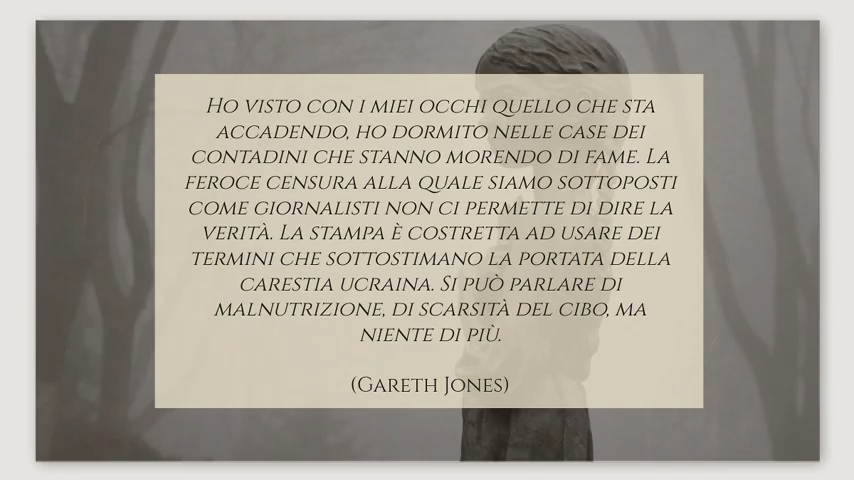 Ho visto con i miei occhi quello che sta
accadendo, ho dormito nelle case dei
contadini che stanno morendo di fame. La
feroce censura alla quale siamo sottoposti
come giornalisti non ci permette di dire la
verità. La stampa è costretta ad usare dei
termini che sottostimano la portata della
carestia ucraina. Si può parlare di
malnutrizione, di scarsità del cibo, ma
niente di più.
(Gareth Jones)